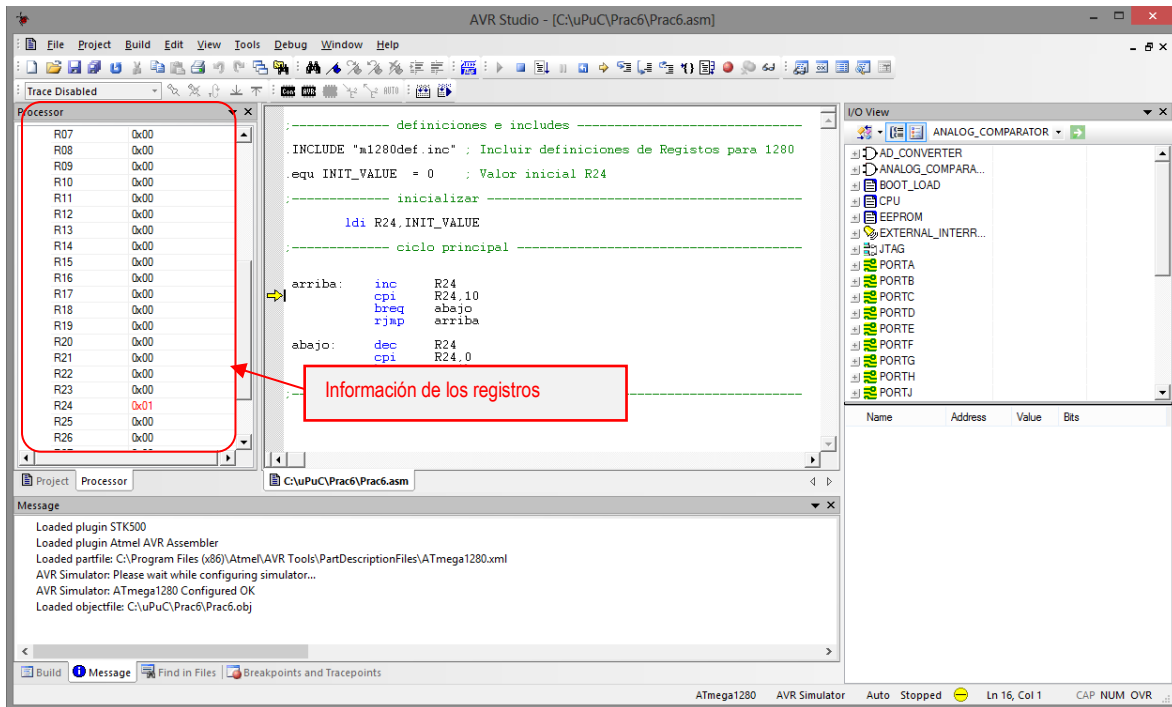 AVR Studio - [C:\uPuC\Prac6\Prac6.asm]
File Project Build Edit View Tools Debug Window Help
Trace Disabled
AUTO
Processor
R07 0x00
R08 0x00
R09 0x00
R10 0x00
R11 0x00
R12 0x00
R13 0x00
R14 0x00
R15 0x00
R16 0x00
R17 0x00
R18 0x00
R19 0x00
R20 0x00
R21 0x00
R22 0x00
R23 0x00
R24 0x01
R25 0x00
R26 0x00
Project Processor
;------------- definiciones e includes -----------------------------
.INCLUDE "m1280def.inc" ; Incluir definiciones de Registos para 1280
.equ INIT_VALUE = 0 ; Valor inicial R24
;------------- inicializar -----------------------------------------
ldi R24,INIT_VALUE
;------------- ciclo principal -------------------------------------
arriba: inc R24
cpi R24,10
breq abajo
rjmp arriba
abajo: dec R24
cpi R24,0
Información de los registros
C:\uPuC\Prac6\Prac6.asm
I/O View
ANALOG_COMPARATOR
AD_CONVERTER
ANALOG_COMPARA...
BOOT_LOAD
CPU
EEPROM
EXTERNAL_INTERR...
JTAG
PORTA
PORTB
PORTC
PORTD
PORTE
PORTF
PORTG
PORTH
PORTJ
Name Address Value Bits
Message
Loaded plugin STK500
Loaded plugin Atmel AVR Assembler
Loaded partfile: C:\Program Files (x86)\Atmel\AVR Tools\PartDescriptionFiles\ATmega1280.xml
AVR Simulator: Please wait while configuring simulator...
AVR Simulator: ATmega1280 Configured OK
Loaded objectfile: C:\uPuC\Prac6\Prac6.obj
Build Message Find in Files Breakpoints and Tracepoints
ATmega1280 AVR Simulator Auto Stopped Ln 16, Col 1 CAP NUM OVR